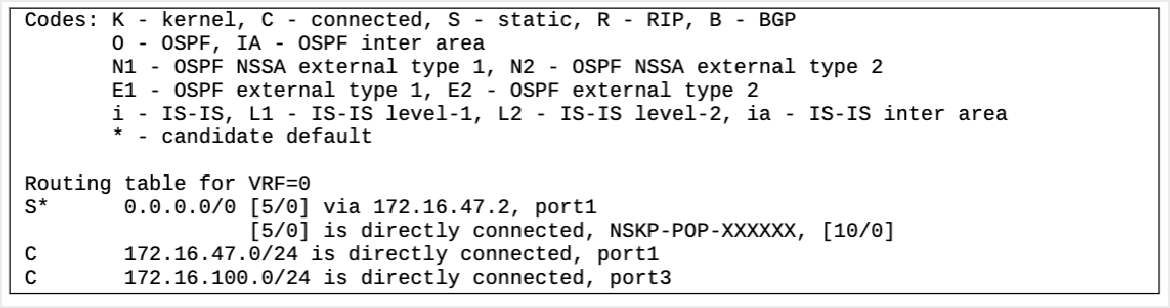 Codes: K - kernel, C - connected, S - static, R - RIP, B - BGP
O - OSPF, IA - OSPF inter area
N1 - OSPF NSSA external type 1, N2 - OSPF NSSA external type 2
E1 - OSPF external type 1, E2 - OSPF external type 2
i - IS-IS, L1 - IS-IS level-1, L2 - IS-IS level-2, ia - IS-IS inter area
* - candidate default
Routing table for VRF=0
S* 0.0.0.0/0 [5/0] via 172.16.47.2, port1
[5/0] is directly connected, NSKP-POP-XXXXXX, [10/0]
C 172.16.47.0/24 is directly connected, port1
C 172.16.100.0/24 is directly connected, port3